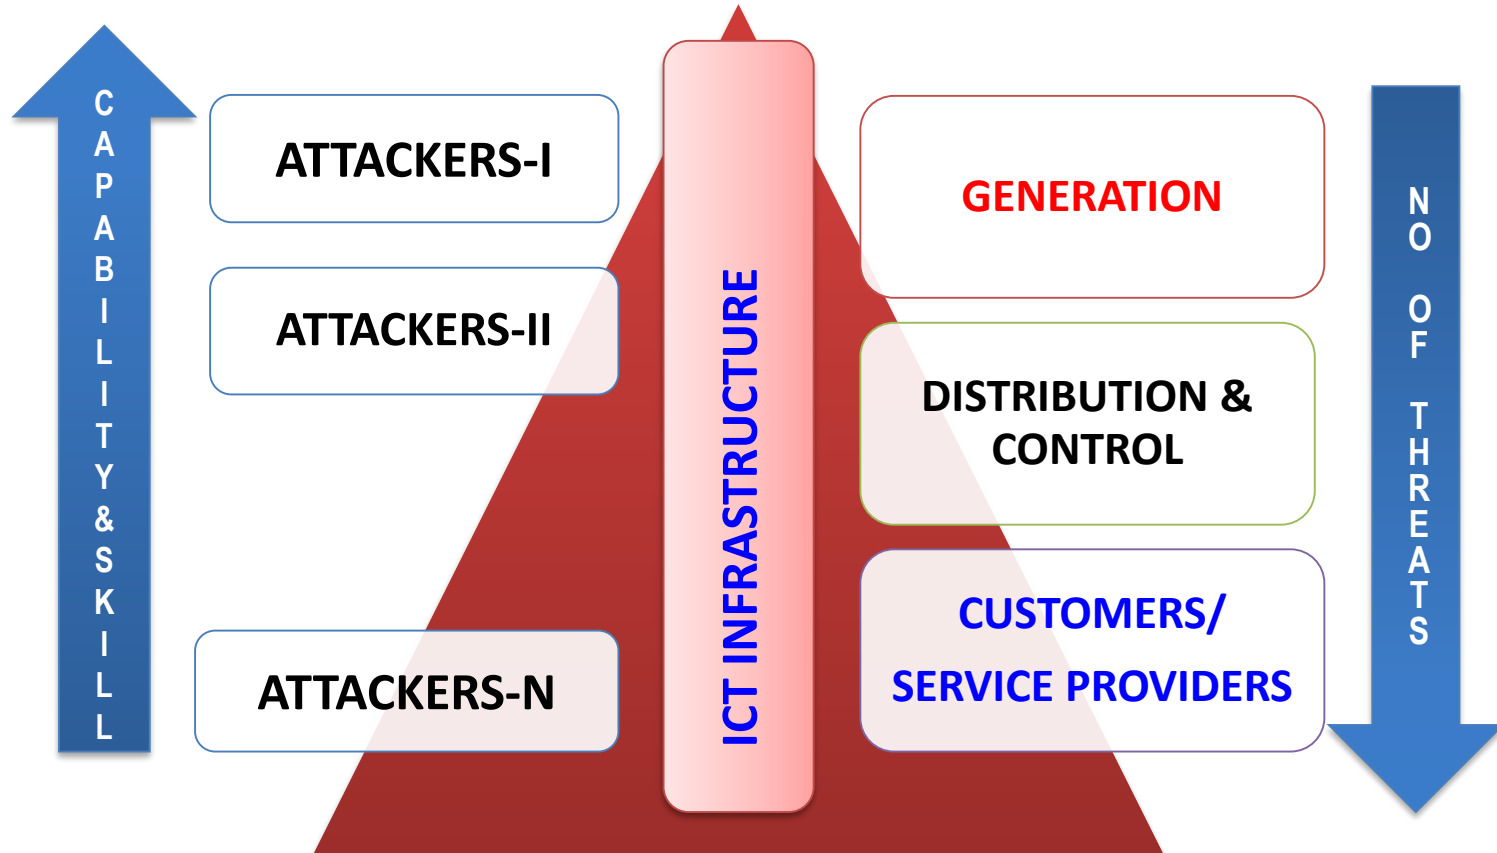 CAPABILITY&SKILL
ATTACKERS-I
ATTACKERS-II
ATTACKERS-N
ICT INFRASTRUCTURE
GENERATION
DISTRIBUTION &
CONTROL
CUSTOMERS/
SERVICE PROVIDERS
NO OF THREATS